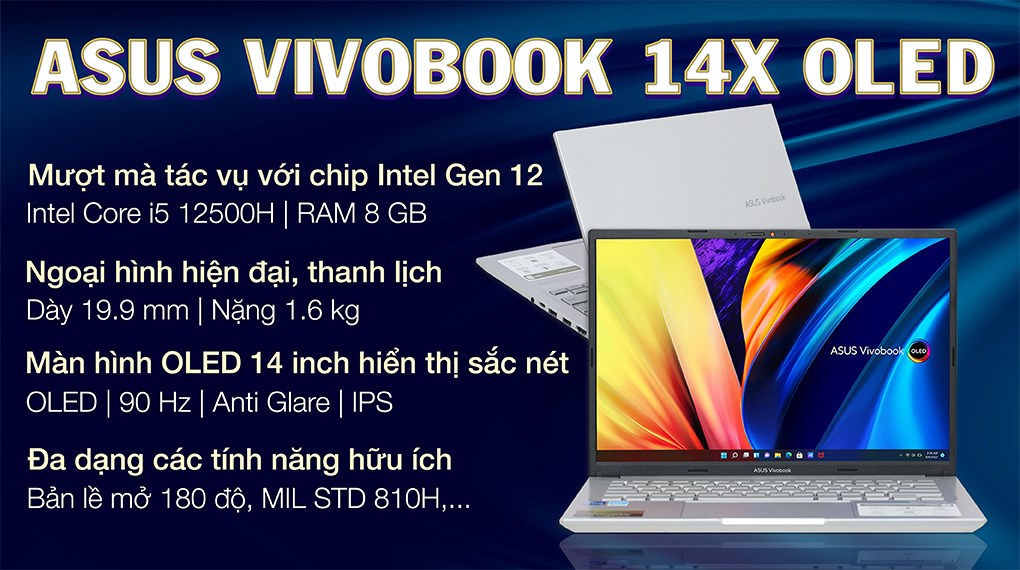 ASUS VIVOBOOK 14X OLED
Mượt mà tác vụ với chip Intel Gen 12
Intel Core i5 12500H | RAM 8 GB
Ngoại hình hiện đại, thanh lịch
Dày 19.9 mm | Nặng 1.6 kg
Màn hình OLED 14 inch hiển thị sắc nét
OLED | 90 Hz | Anti Glare | IPS
Đa dạng các tính năng hữu ích
Bản lề mở 180 độ, MIL STD 810H,...
ASUS Vivobook
ASUS Vivobook OLED
ASUS Vivobook